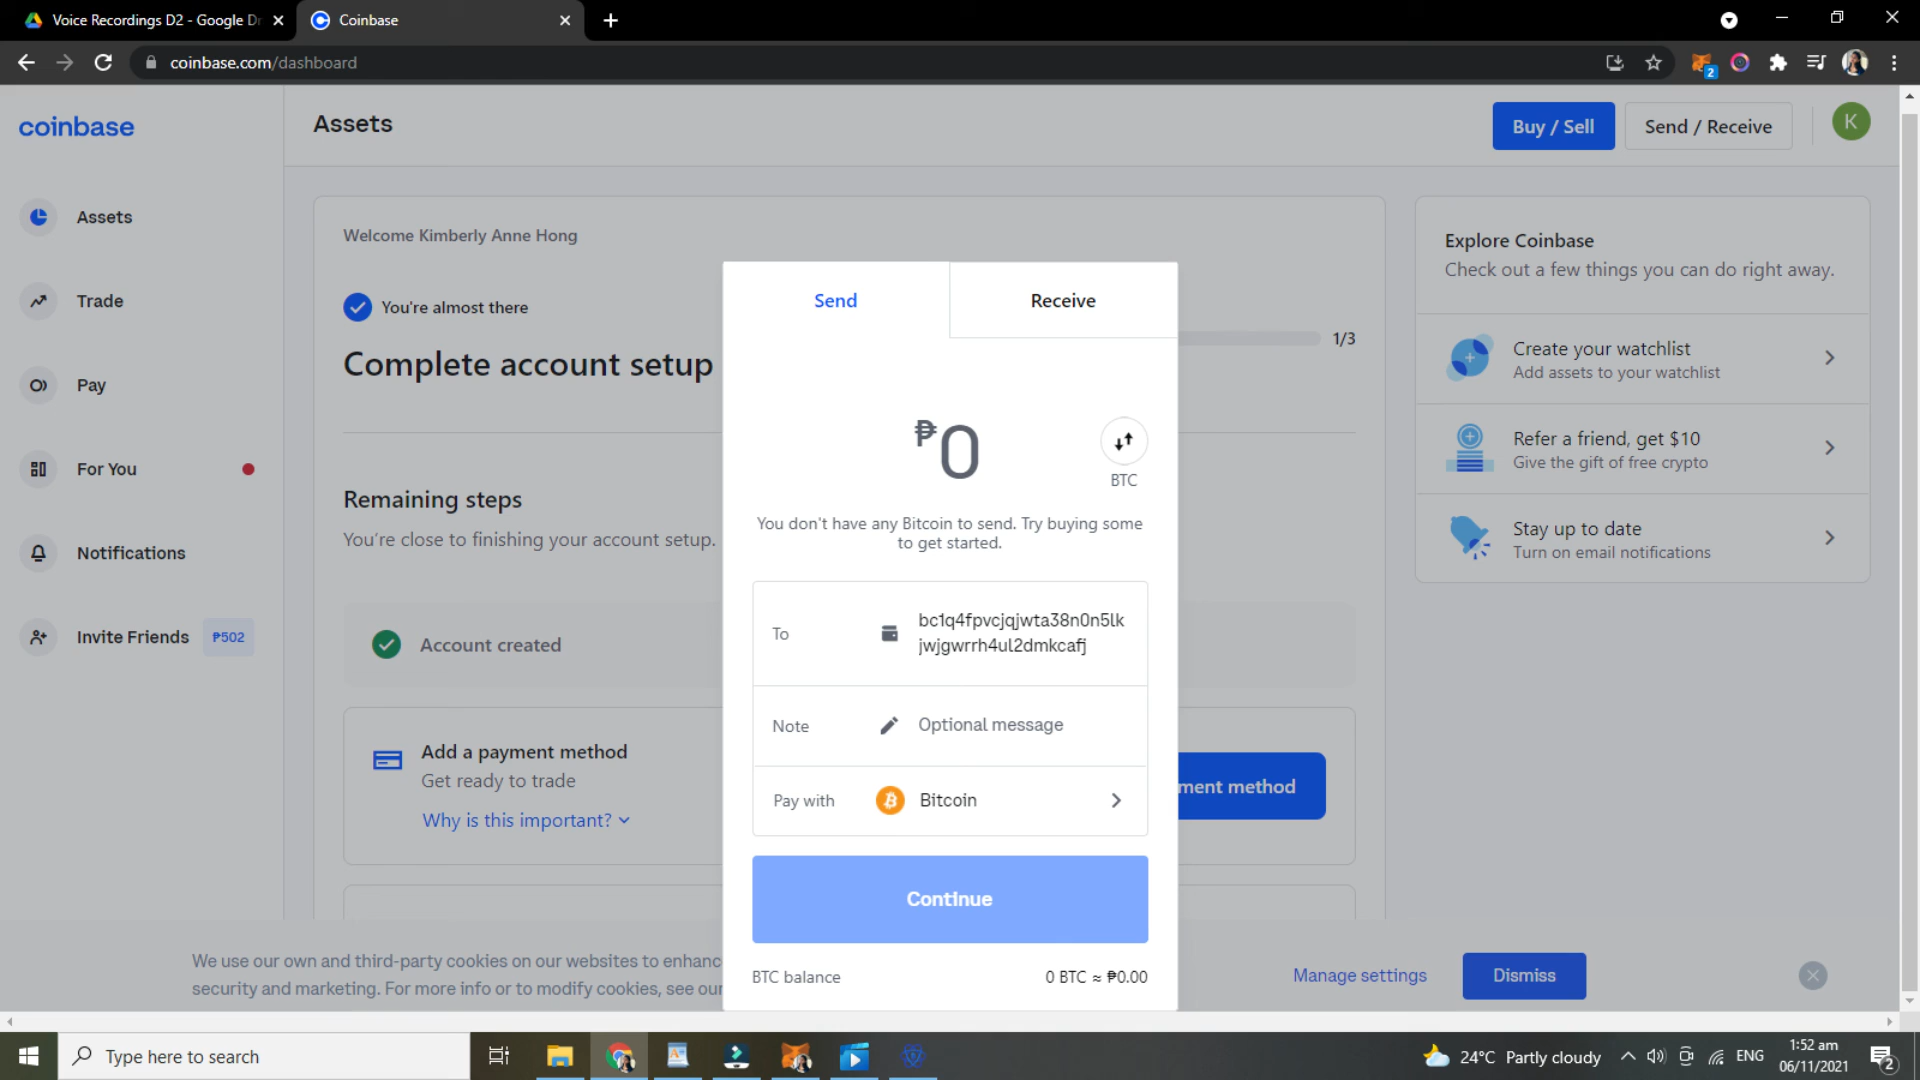 Voice Recordings D2 - Google Dr
Coinbase
coinbase.com/dashboard
2
coinbase
Assets
Buy / Sell
Send / Receive
K
Assets
Trade
Pay
For You
Notifications
Invite Friends
₱502
Welcome Kimberly Anne Hong
You're almost there
1/3
Complete account setup
Remaining steps
You're close to finishing your account setup.
Account created
Add a payment method
Get ready to trade
Why is this important?
ment method
Send
Receive
₱0
BTC
You don't have any Bitcoin to send. Try buying some
to get started.
To
bc1q4fpvcjqjwta38n0n5lk
jwjgwrrh4ul2dmkcafj
Note
Optional message
Pay with
Bitcoin
Continue
BTC balance
0 BTC ≈ ₱0.00
Explore Coinbase
Check out a few things you can do right away.
Create your watchlist
Add assets to your watchlist
Refer a friend, get $10
Give the gift of free crypto
Stay up to date
Turn on email notifications
We use our own and third-party cookies on our websites to enhanc
security and marketing. For more info or to modify cookies, see our
Manage settings
Dismiss
Type here to search
24°C Partly cloudy
ENG
1:52 am
06/11/2021
2